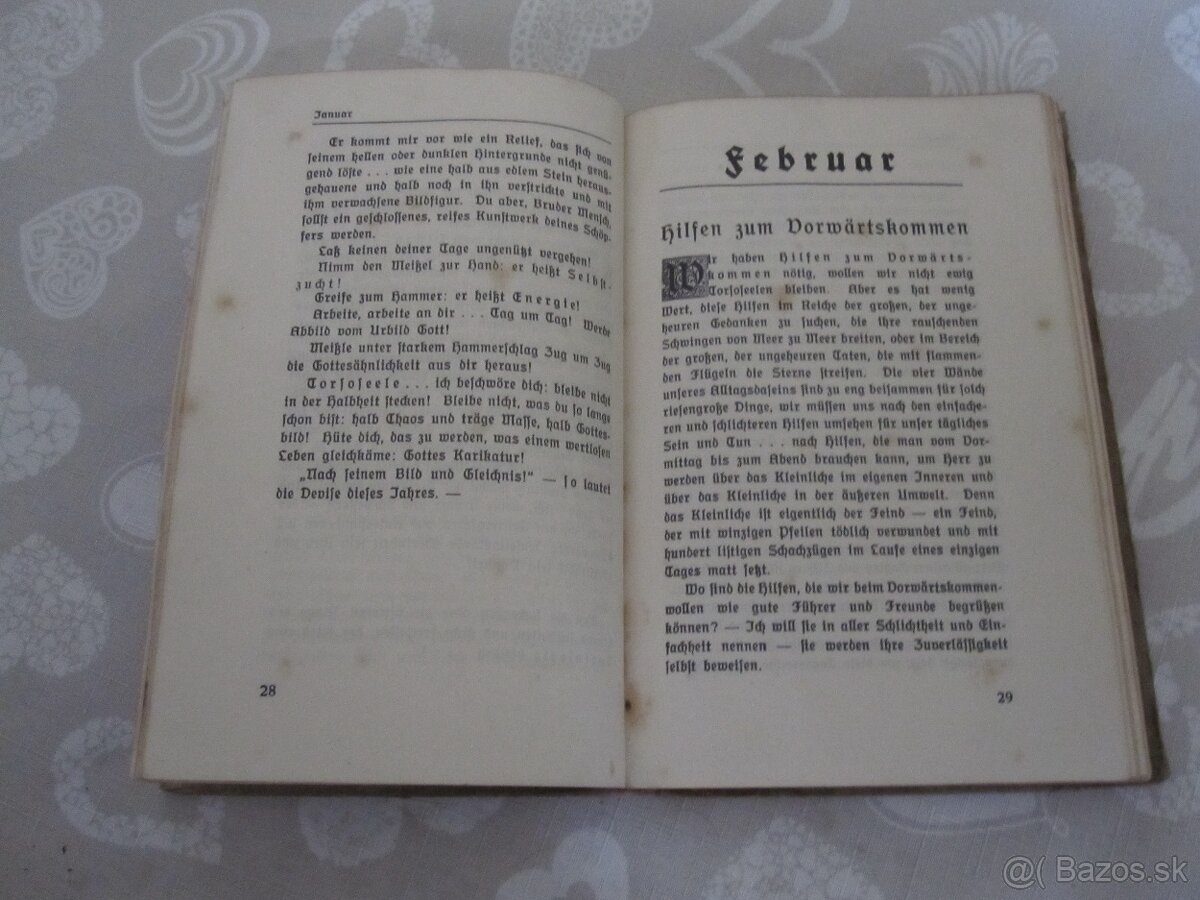 Januar
Er kommt mir vor wie ein Relief, das sich von
seinem hellen oder dunklen Hintergrunde nicht genü-
gend löste . . . wie eine halb aus edlem Stein heraus-
gehauene und halb noch in ihn verstrickte und mit
ihm verwachsene Bildfigur. Du aber, Bruder Mensch,
sollst ein geschlossenes, reifes Kunstwerk deines Schöp-
fers werden.
Laß keinen deiner Tage ungenützt vergehen!
Nimm den Meißel zur Hand: er heißt Selbst-
zucht!
Greife zum Hammer: er heißt Energie!
Arbeite, arbeite an dir . . . Tag um Tag! Werde
Abbild vom Urbild Gott!
Meißle unter starkem Hammerschlag Zug um Zug
die Gottesähnlichkeit aus dir heraus!
Torsoseele . . . ich beschwöre dich: bleibe nicht
in der Halbheit stecken! Bleibe nicht, was du so lange
schon bist: halb Chaos und träge Masse, halb Gottes-
bild! Hüte dich, das zu werden, was einem wertlosen
Leben gleichkäme: Gottes Karikatur!
„Nach seinem Bild und Gleichnis!“ — so lautet
die Devise dieses Jahres. —
28
Februar
Hilfen zum Vorwärtskommen
Wir haben Hilfen zum Vorwärts-
kommen nötig, wollen wir nicht ewig
Torsoseelen bleiben. Aber es hat wenig
Wert, diese Hilfen im Reiche der großen, der unge-
heuren Gedanken zu suchen, die ihre rauschenden
Schwingen von Meer zu Meer breiten, oder im Bereich
der großen, der ungeheuren Taten, die mit flammen-
den Flügeln die Sterne streifen. Die vier Wände
unseres Alltagsdaseins sind zu eng beisammen für solch
riesengroße Dinge, wir müssen uns nach den einfache-
ren und schlichteren Hilfen umsehen für unser tägliches
Sein und Tun . . . nach Hilfen, die man vom Vor-
mittag bis zum Abend brauchen kann, um Herr zu
werden über das Kleinliche im eigenen Inneren und
über das Kleinliche in der äußeren Umwelt. Denn
das Kleinliche ist eigentlich der Feind — ein Feind,
der mit winzigen Pfeilen tödlich verwundet und mit
hundert listigen Schachzügen im Laufe eines einzigen
Tages matt setzt.
Wo sind die Hilfen, die wir beim Vorwärtskommen-
wollen wie gute Führer und Freunde begrüßen
können? — Ich will sie in aller Schlichtheit und Ein-
fachheit nennen — sie werden ihre Zuverlässigkeit
selbst beweisen.
29
@( Bazos.sk